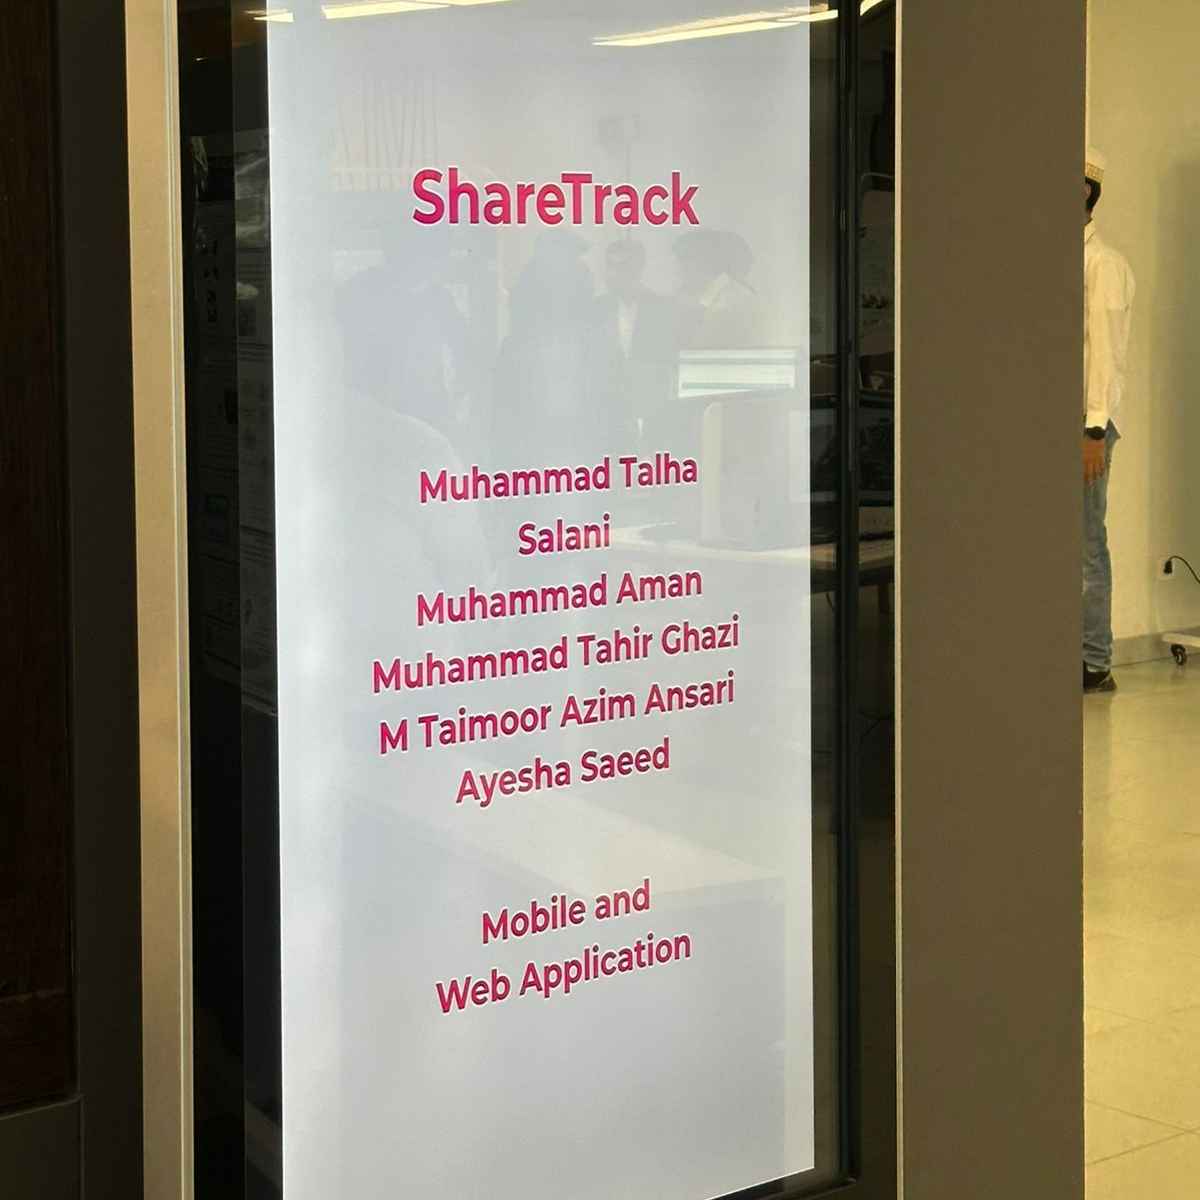 ShareTrack
Muhammad Talha
Salani
Muhammad Aman
Muhammad Tahir Ghazi
M Taimoor Azim Ansari
Ayesha Saeed
Mobile and
Web Application